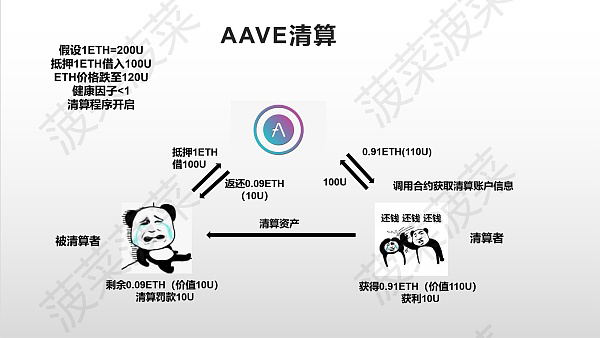 AAVE清算
假设1ETH=200U
抵押1ETH借入100U
ETH价格跌至120U
健康因子<1
清算程序开启
抵押1ETH
借100U
返还0.09ETH
(10U)
0.91ETH(110U)
100U
调用合约获取清算账户信息
清算资产
被清算者
还钱 还钱 还钱
清算者
剩余0.09ETH（价值10U）
清算罚款10U
获得0.91ETH（价值110U）
获利10U
菠菜菠菜
菠菜菠菜
菠菜菠菜